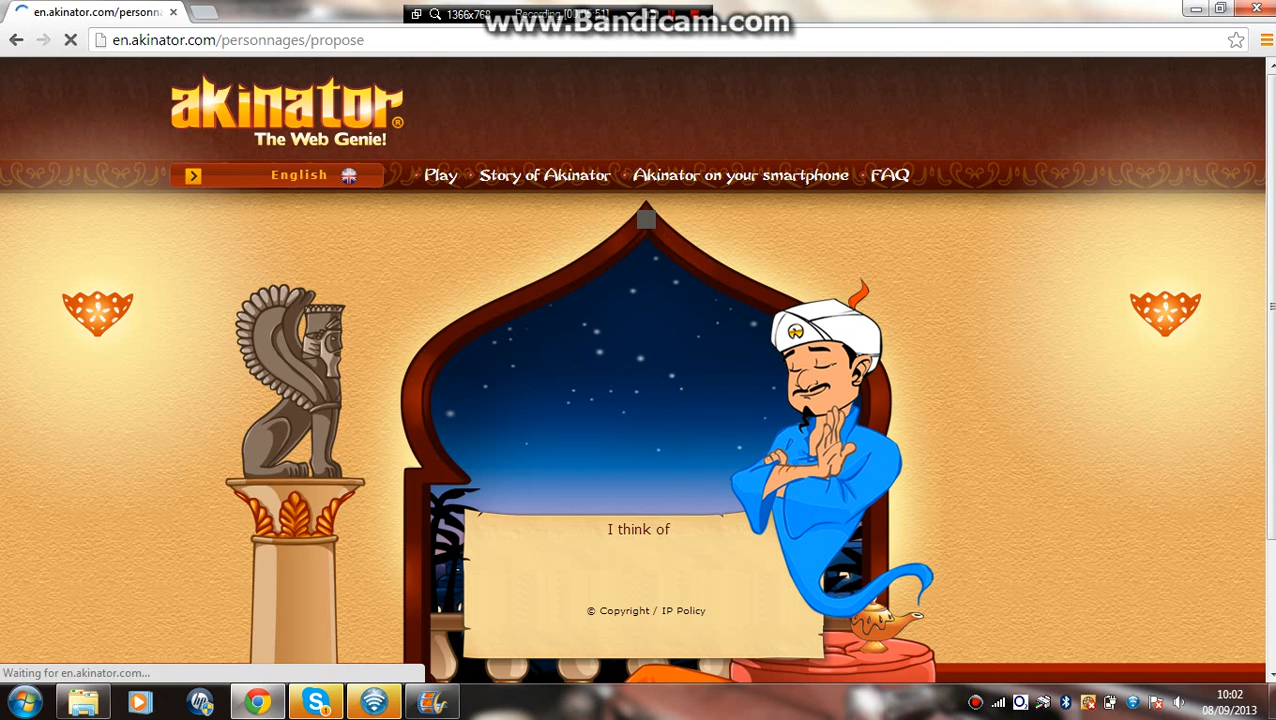 en.akinator.com/personn
1366x768
www.Bandicam.com
en.akinator.com/personnages/propose
akinator®
The Web Genie!
English
Play
Story of Akinator
Akinator on your smartphone
FAQ
I think of
© Copyright / IP Policy
Waiting for en.akinator.com...
10:02
08/09/2013